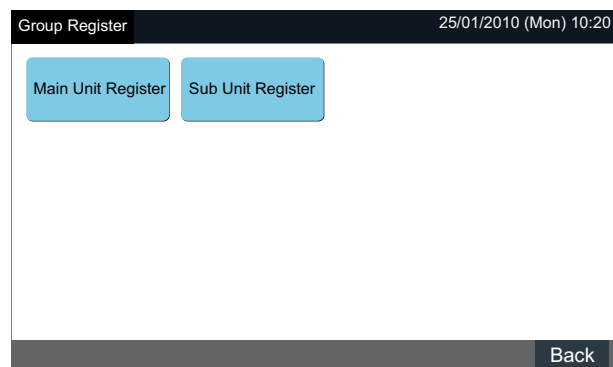 Group Register 25/01/2010 (Mon) 10:20
Main Unit Register Sub Unit Register
Back